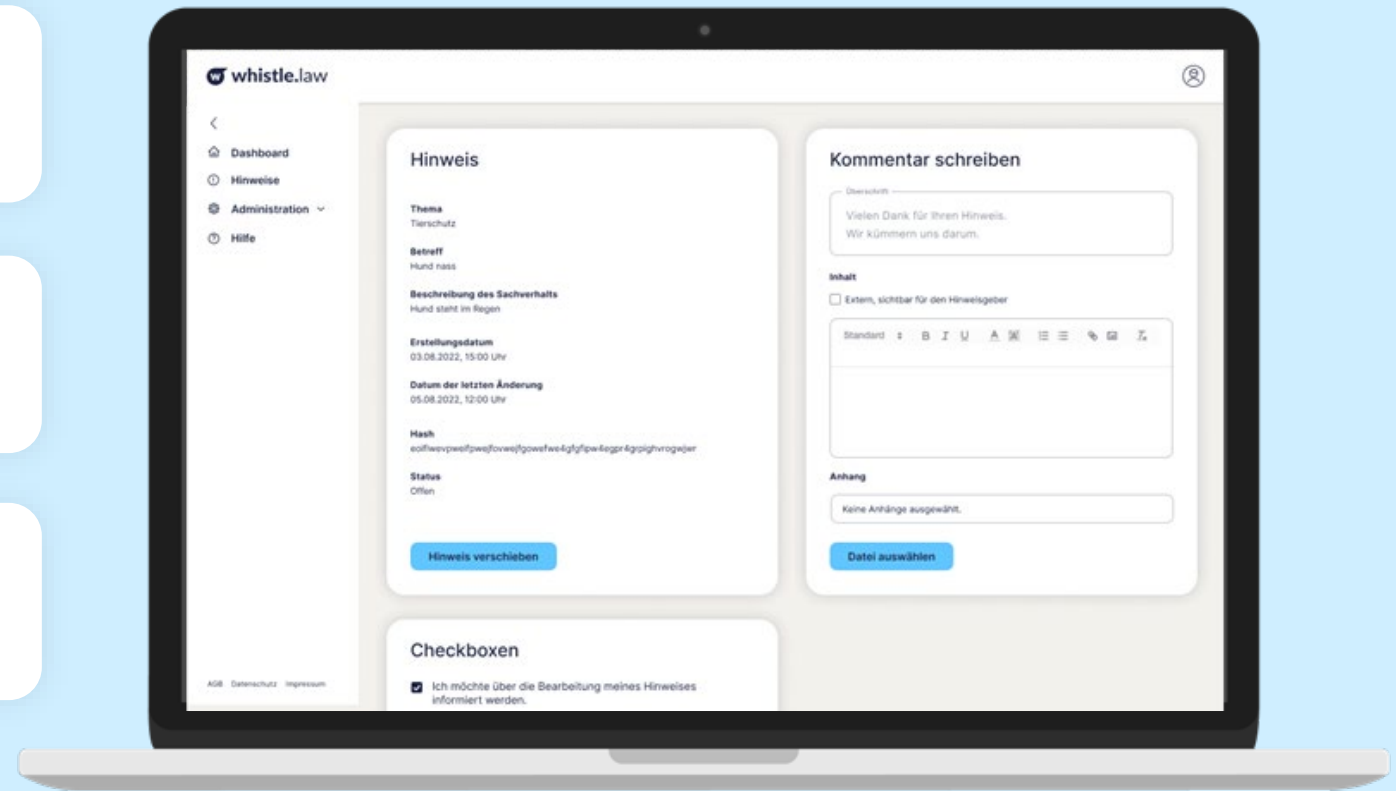 whistle.law
Dashboard
Hinweise
Administration
Hilfe
AGB Datenschutz Impressum
Hinweis
Thema
Tierschutz
Betreff
Hund nass
Beschreibung des Sachverhalts
Hund steht im Regen
Erstellungsdatum
03.08.2022, 15:00 Uhr
Datum der letzten Änderung
05.08.2022, 12:00 Uhr
Hash
Status
Offen
Hinweis verschieben
Kommentar schreiben
Überschrift
Vielen Dank für Ihren Hinweis.
Wir kümmern uns darum.
Inhalt
Extern, sichtbar für den Hinweisgeber
Standard B I U A
Anhang
Keine Anhänge ausgewählt.
Datei auswählen
Checkboxen
Ich möchte über die Bearbeitung meines Hinweises
informiert werden.